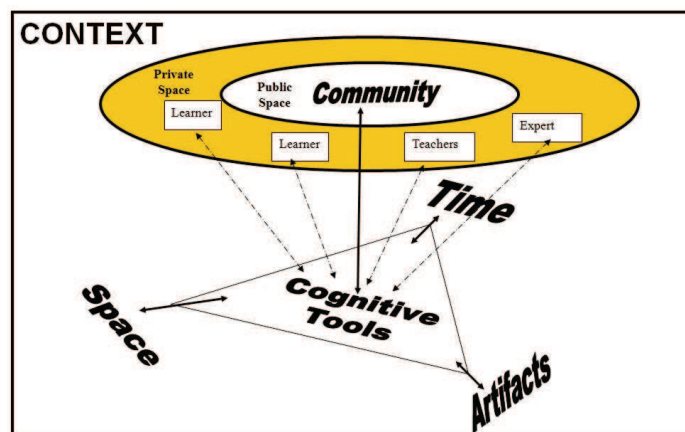 CONTEXT
Private
Space
Public
Space
Community
Learner
Learner
Teachers
Expert
Time
Space
Cognitive
Tools
Artifacts